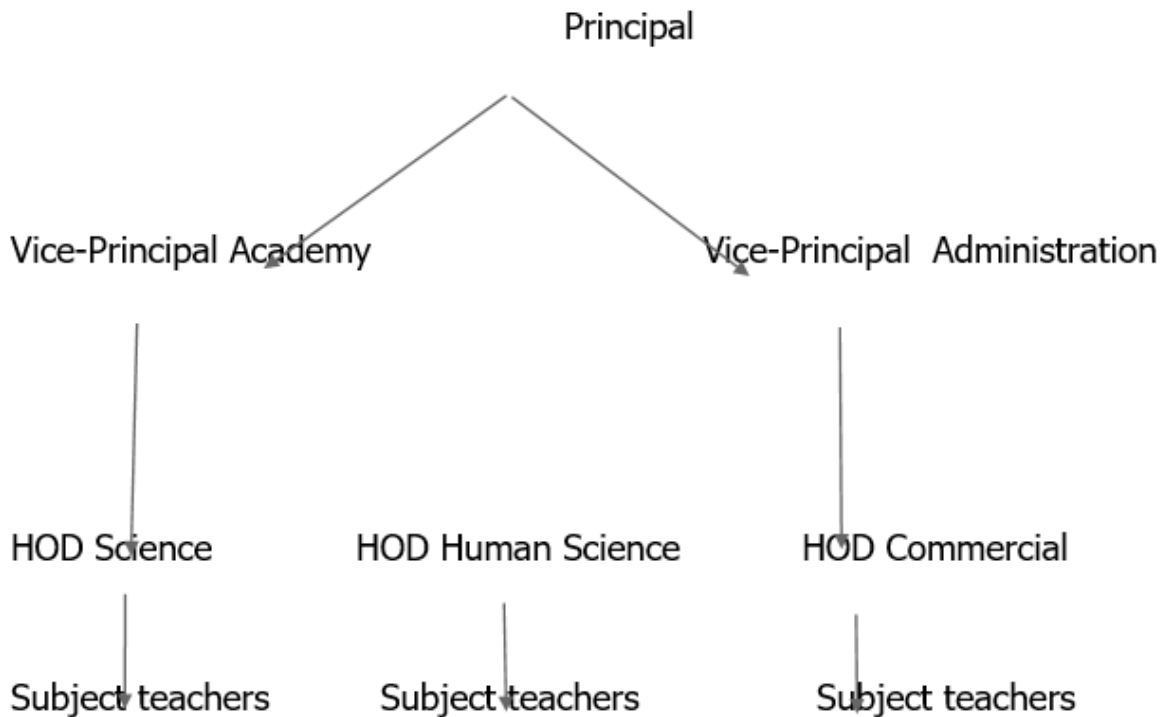 Principal
Vice-Principal Academy
Vice-Principal  Administration
HOD Science
HOD Human Science
HOD Commercial
Subject teachers
Subject teachers
Subject teachers